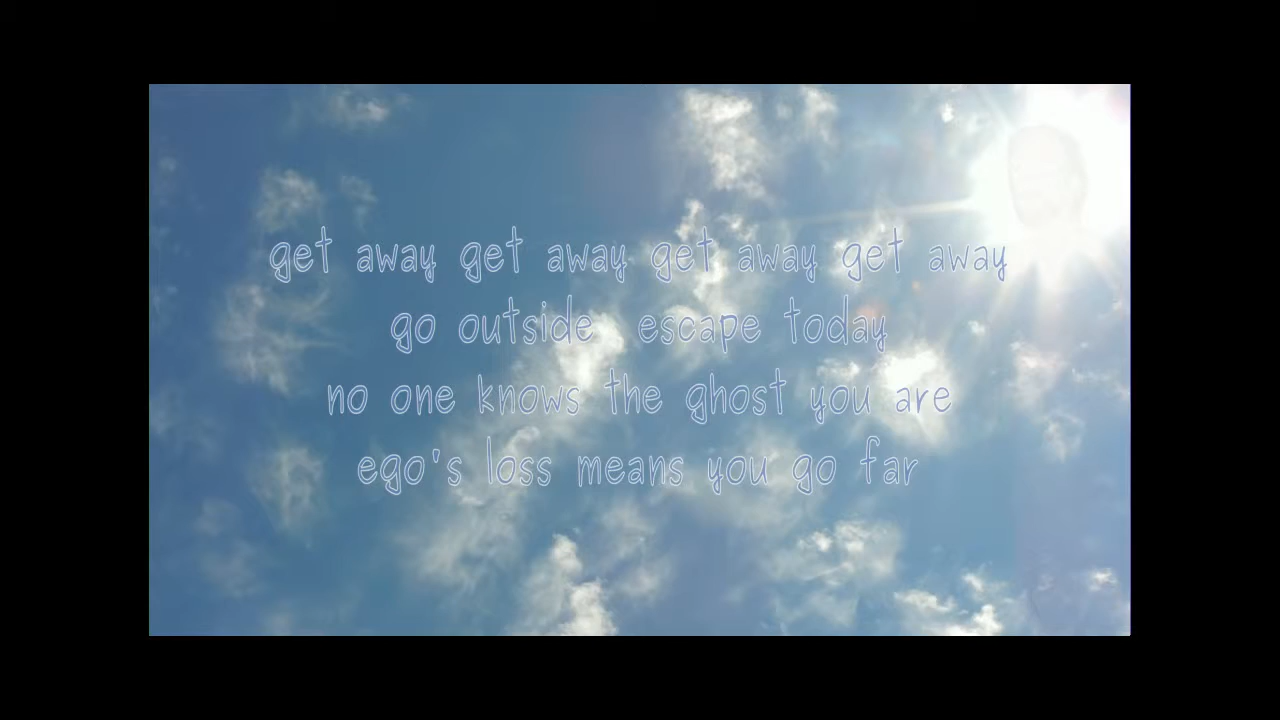 get away get away get away get away
go outside escape today
no one knows the ghost you are
ego's loss means you go far